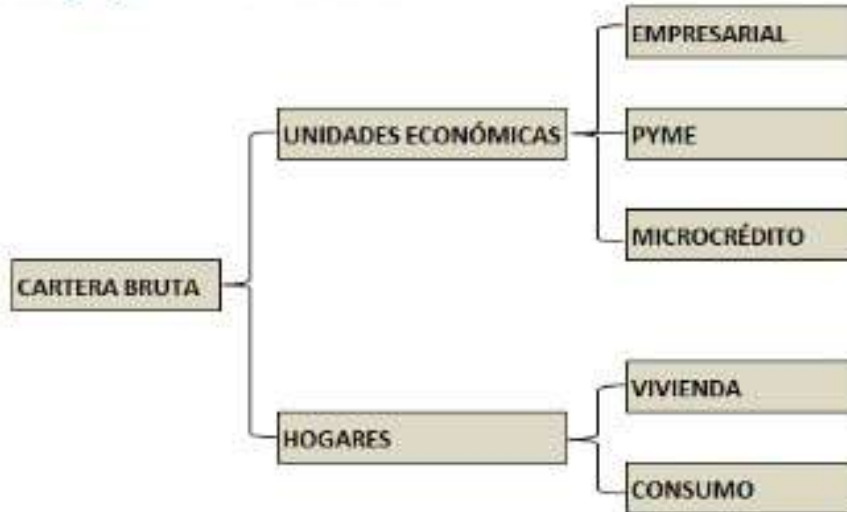 CARTERA BRUTA
UNIDADES ECONÓMICAS
EMPRESARIAL
PYME
MICROCRÉDITO
HOGARES
VIVIENDA
CONSUMO